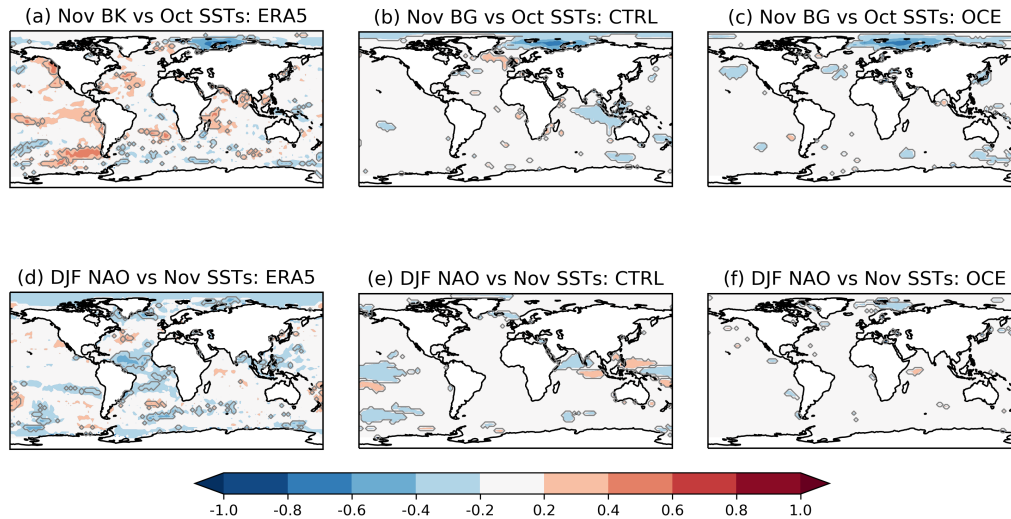 (a) Nov BK vs Oct SSTs: ERA5
(b) Nov BG vs Oct SSTs: CTRL
(c) Nov BG vs Oct SSTs: OCE
(d) DJF NAO vs Nov SSTs: ERA5
(e) DJF NAO vs Nov SSTs: CTRL
(f) DJF NAO vs Nov SSTs: OCE
-1.0 -0.8 -0.6 -0.4 -0.2 0.2 0.4 0.6 0.8 1.0